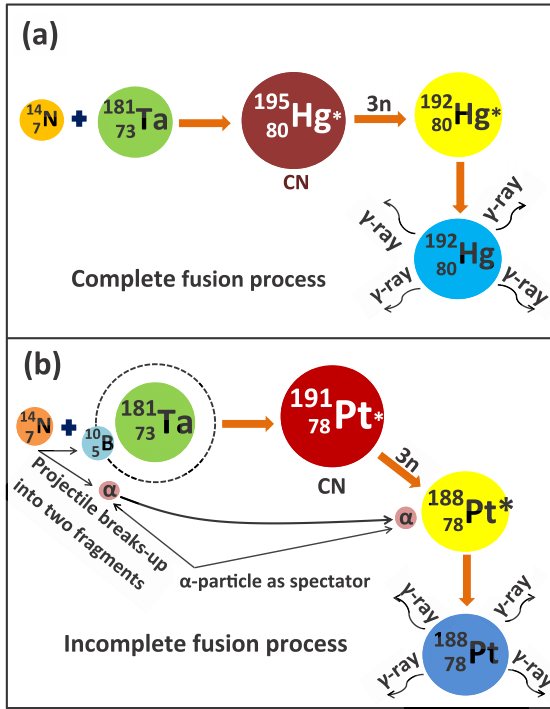 (a)
14
7N
+
181
73Ta
195
80Hg*
3n
192
80Hg*
CN
γ-ray
γ-ray
192
80Hg
γ-ray
γ-ray
Complete fusion process
(b)
14
7N
+
10
5B
181
73Ta
191
78Pt*
CN
3n
Projectile breaks-up
into two fragments
α
α
188
78Pt*
α-particle as spectator
γ-ray
γ-ray
188
78Pt
γ-ray
γ-ray
Incomplete fusion process